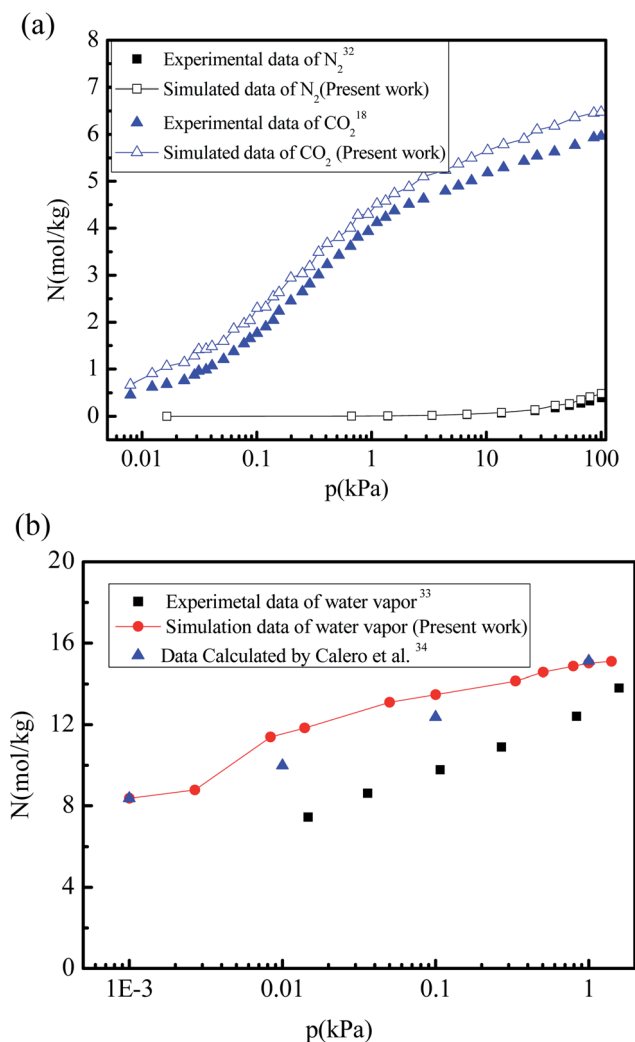 (a)
8
7
6
5
4
3
2
1
0
N(mol/kg)
Experimental data of N2 32
Simulated data of N2(Present work)
Experimental data of CO2 18
Simulated data of CO2 (Present work)
0.01 0.1 1 10 100
p(kPa)
(b)
20
16
12
8
4
0
N(mol/kg)
Experimetal data of water vapor 33
Simulation data of water vapor (Present work)
Data Calculated by Calero et al. 34
1E-3 0.01 0.1 1
p(kPa)